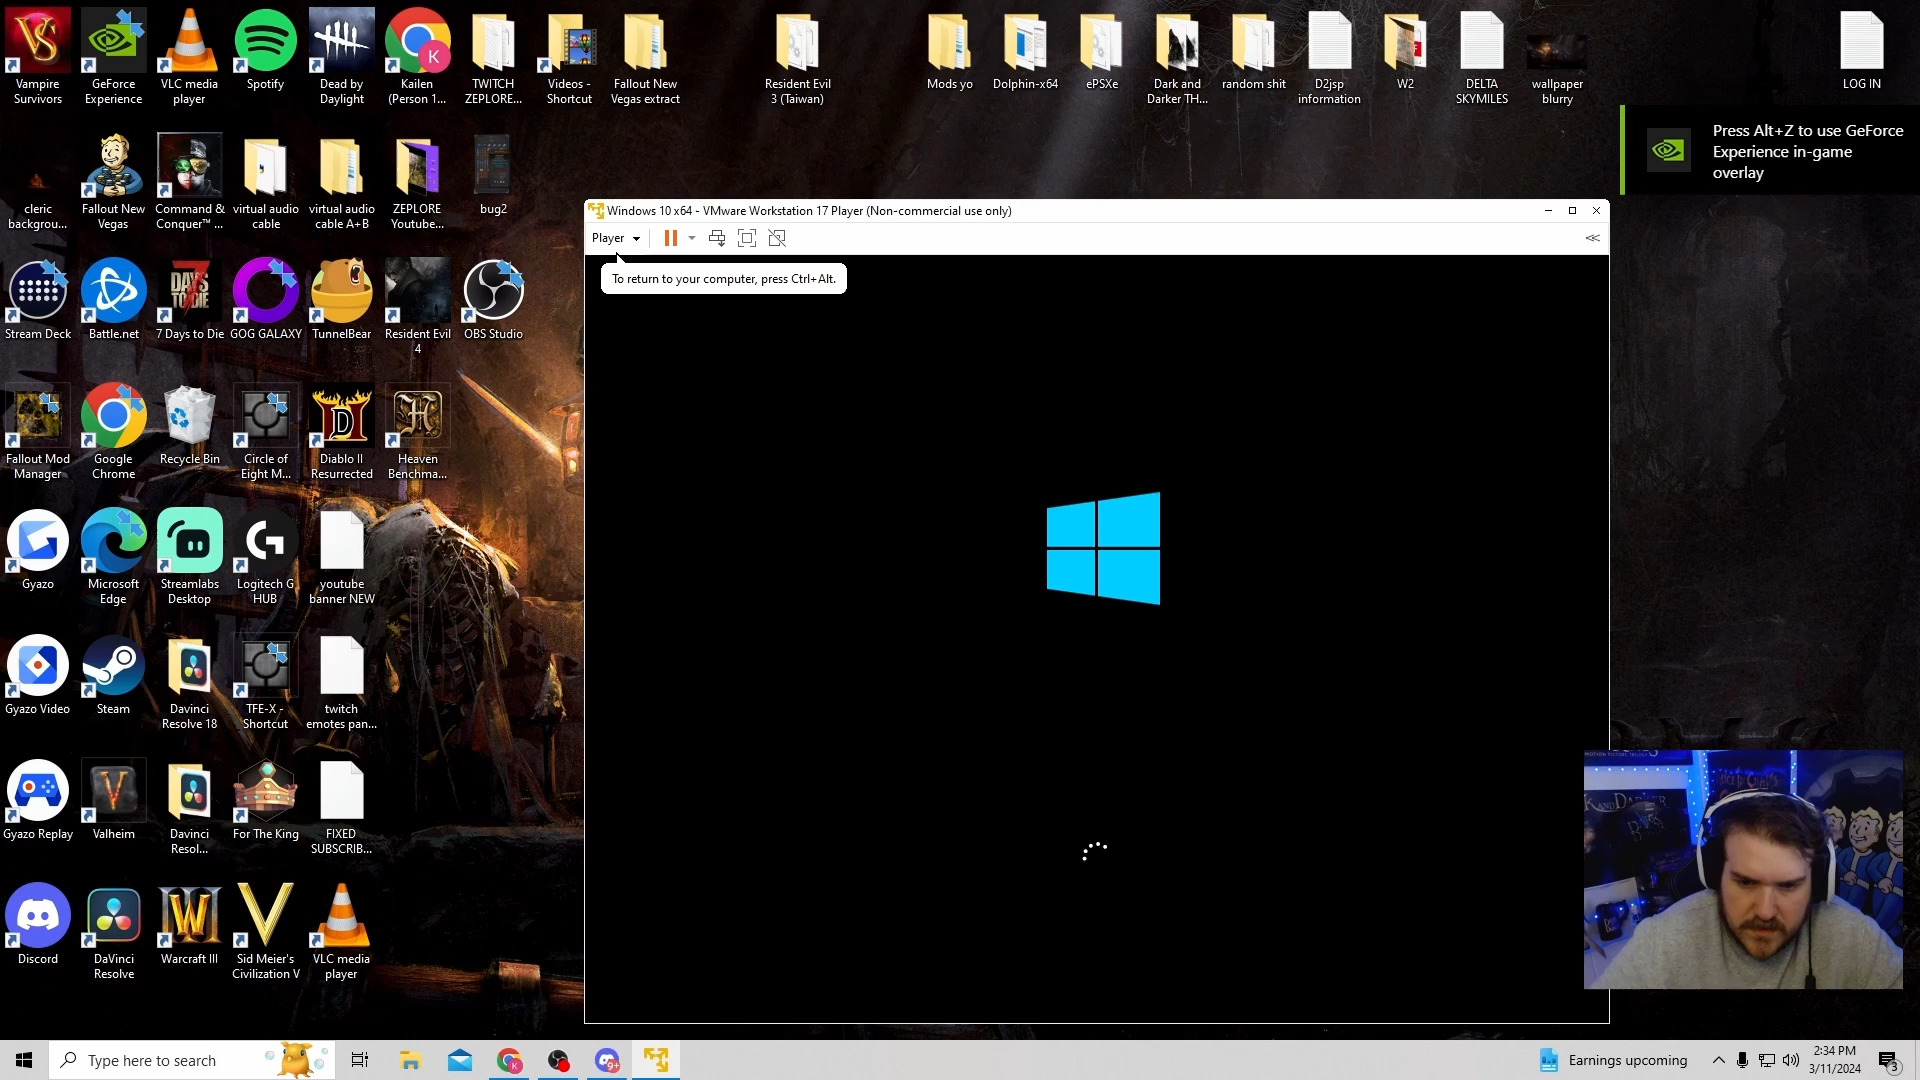 Vampire
Survivors
GeForce
Experience
VLC media
player
Spotify
Dead by
Daylight
Kailen
(Person 1...
TWITCH
ZEPLORE...
Videos -
Shortcut
Fallout New
Vegas extract
Resident Evil
3 (Taiwan)
Mods yo
Dolphin-x64
ePSXe
Dark and
Darker TH...
random shit
D2jsp
information
W2
DELTA
SKYMILES
wallpaper
blurry
LOG IN
Press Alt+Z to use GeForce
Experience in-game
overlay
cleric
backgrou...
Fallout New
Vegas
Command &
Conquer™ ...
virtual audio
cable
virtual audio
cable A+B
ZEPLORE
Youtube...
bug2
Windows 10 x64 - VMware Workstation 17 Player (Non-commercial use only)
Player
To return to your computer, press Ctrl+Alt.
Stream Deck
Battle.net
7 Days to Die
GOG GALAXY
TunnelBear
Resident Evil
4
OBS Studio
Fallout Mod
Manager
Google
Chrome
Recycle Bin
Circle of
Eight M...
Diablo II
Resurrected
Heaven
Benchma...
Gyazo
Microsoft
Edge
Streamlabs
Desktop
Logitech G
HUB
youtube
banner NEW
Gyazo Video
Steam
Davinci
Resolve 18
TFE-X -
Shortcut
twitch
emotes pan...
Gyazo Replay
Valheim
Davinci
Resol...
For The King
FIXED
SUBSCRIB...
Discord
DaVinci
Resolve
Warcraft III
Sid Meier's
Civilization V
VLC media
player
Type here to search
Earnings upcoming
2:34 PM
3/11/2024
3